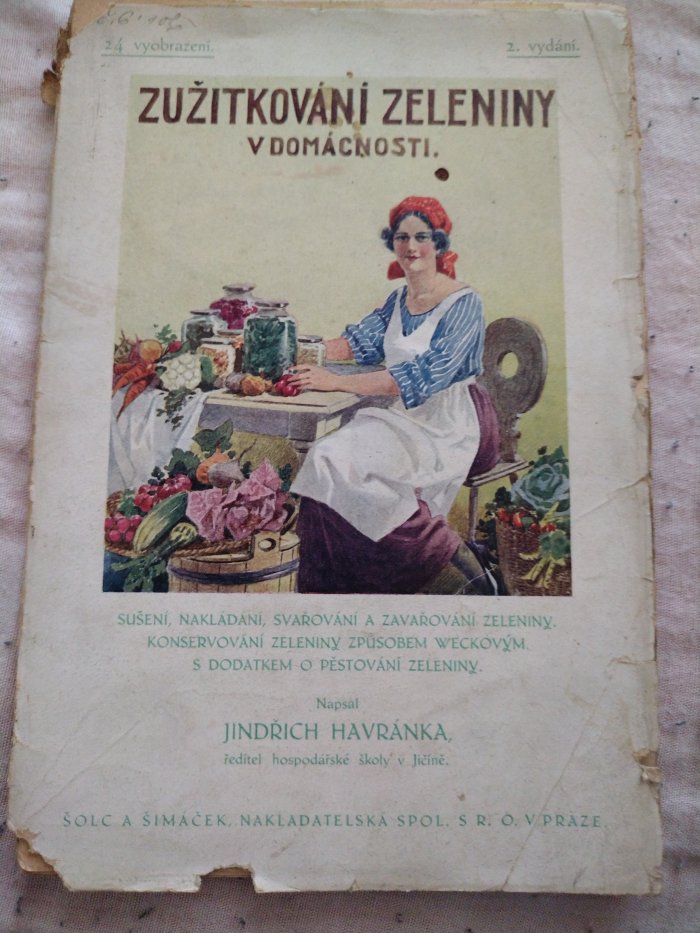 24 vyobrazení.
2. vydání.
ZUŽITKOVÁNÍ ZELENINY
V DOMÁCNOSTI.
SUŠENÍ, NAKLÁDÁNÍ, SVAŘOVÁNÍ A ZAVAŘOVÁNÍ ZELENINY.
KONSERVOVÁNÍ ZELENINY ZPŮSOBEM WECKOVÝM.
S DODATKEM O PĚSTOVÁNÍ ZELENINY.
Napsal
JINDŘICH HAVRÁNKA,
ředitel hospodářské školy v Jičíně.
ŠOLC A ŠIMÁČEK, NAKLADATELSKÁ SPOL. S R. O. V PRAZE.